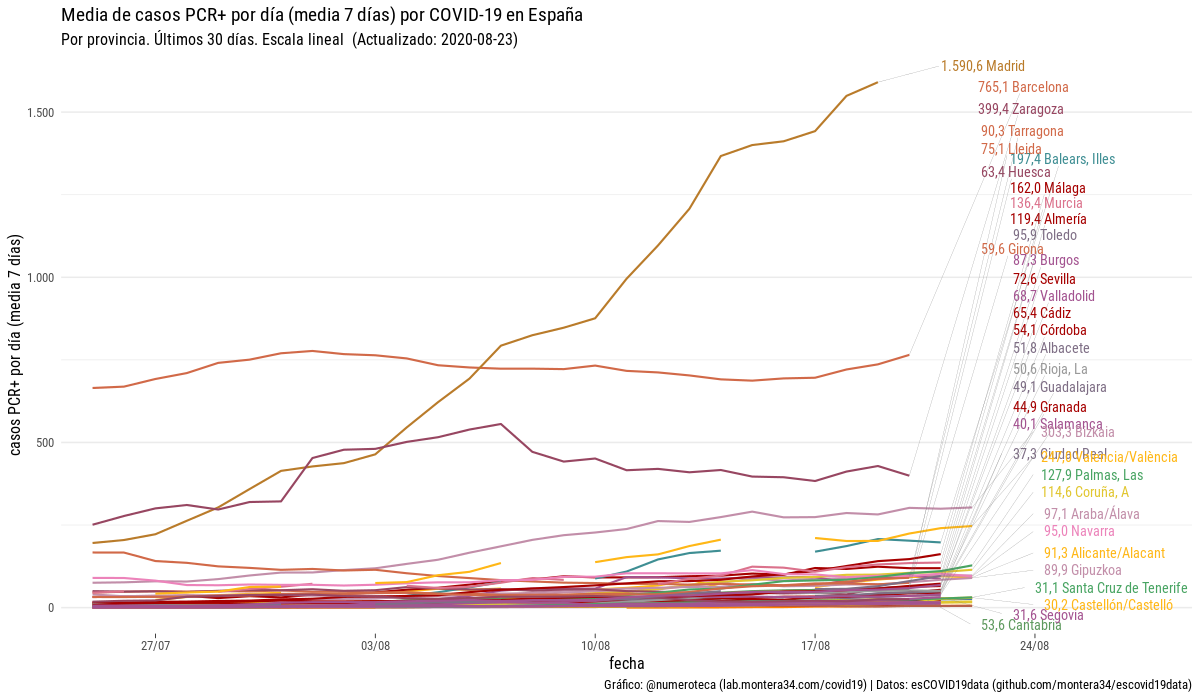 Media de casos PCR+ por día (media 7 días) por COVID-19 en España
Por provincia. Últimos 30 días. Escala lineal  (Actualizado: 2020-08-23)
1.590,6 Madrid
765,1 Barcelona
399,4 Zaragoza
1.500
90,3 Tarragona
75,1 Lleida
197,4 Balears, Illes
63,4 Huesca
162,0 Málaga
136,4 Murcia
119,4 Almería
95,9 Toledo
59,6 Girona
87,3 Burgos
1.000
72,6 Sevilla
68,7 Valladolid
65,4 Cádiz
54,1 Córdoba
51,8 Albacete
50,6 Rioja, La
49,1 Guadalajara
44,9 Granada
40,1 Salamanca
303,3 Bizkaia
500
37,3 Ciudad Real
Valencia/València
127,9 Palmas, Las
114,6 Coruña, A
97,1 Araba/Álava
95,0 Navarra
91,3 Alicante/Alacant
89,9 Gipuzkoa
31,1 Santa Cruz de Tenerife
30,2 Castellón/Castelló
0
31,6 Segovia
53,6 Cantabria
casos PCR+ por día (media 7 días)
27/07
03/08
10/08
17/08
24/08
fecha
Gráfico: @numeroteca (lab.montera34.com/covid19) | Datos: esCOVID19data (github.com/montera34/escovid19data)